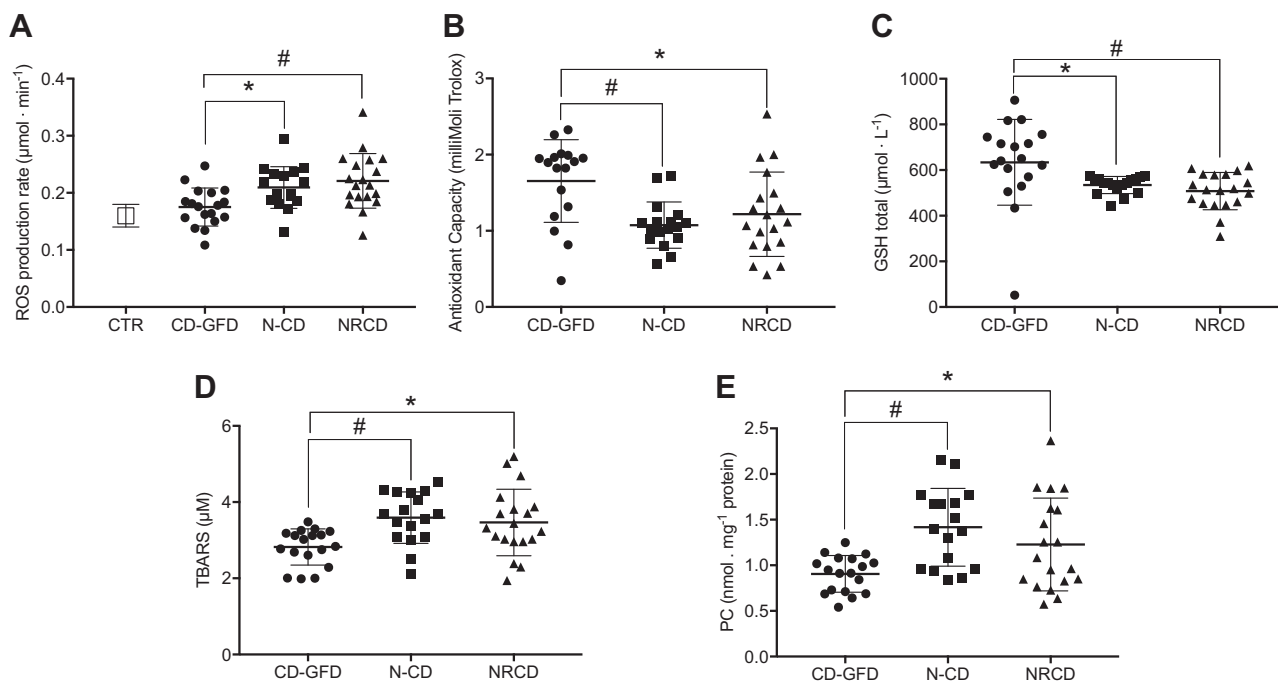 A
ROS production rate (µmol · min⁻¹)
0.4
0.3
0.2
0.1
0.0
#
*
CTR CD-GFD N-CD NRCD
B
Antioxidant Capacity (milliMoli Trolox)
3
2
1
0
*
#
CD-GFD N-CD NRCD
C
GSH total (µmol · L⁻¹)
1000
800
600
400
200
0
#
*
CD-GFD N-CD NRCD
D
TBARS (µM)
6
4
2
0
*
#
CD-GFD N-CD NRCD
E
PC (nmol . mg⁻¹ protein)
2.5
2.0
1.5
1.0
0.5
0.0
*
#
CD-GFD N-CD NRCD